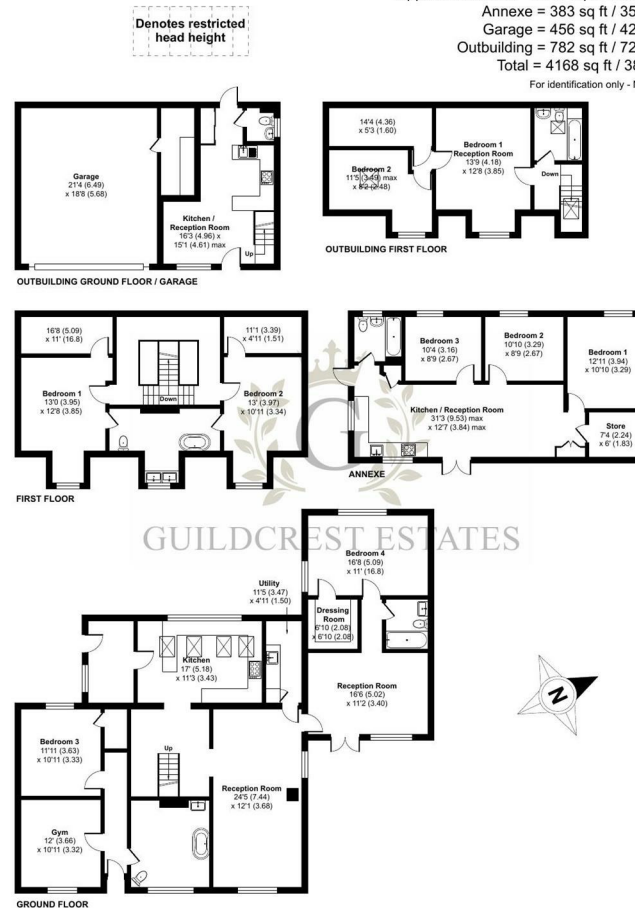 Denotes restricted
head height
Annexe = 383 sq ft / 35
Garage = 456 sq ft / 42
Outbuilding = 782 sq ft / 72
Total = 4168 sq ft / 38
For identification only - N
Garage
21'4 (6.49)
x 18'8 (5.68)
Kitchen /
Reception Room
16'3 (4.96) x
15'1 (4.61) max
Up
OUTBUILDING GROUND FLOOR / GARAGE
14'4 (4.36)
x 5'3 (1.60)
Bedroom 2
11'5 (3.49) max
x 8'2 (2.48)
Bedroom 1
Reception Room
13'9 (4.18)
x 12'8 (3.85)
Down
OUTBUILDING FIRST FLOOR
16'8 (5.09)
x 11' (16.8)
11'1 (3.39)
x 4'11 (1.51)
Bedroom 1
13'0 (3.95)
x 12'8 (3.85)
Down
Bedroom 2
13' (3.97)
x 10'11 (3.34)
FIRST FLOOR
Bedroom 3
10'4 (3.16)
x 8'9 (2.67)
Bedroom 2
10'10 (3.29)
x 8'9 (2.67)
Bedroom 1
12'11 (3.94)
x 10'10 (3.29)
Kitchen / Reception Room
31'3 (9.53) max
x 12'7 (3.84) max
Store
7'4 (2.24)
x 6' (1.83)
ANNEXE
G
GUILDCREST ESTATES
Bedroom 4
16'8 (5.09)
x 11' (16.8)
Utility
11'5 (3.47)
x 4'11 (1.50)
Dressing
Room
6'10 (2.08)
x 6'10 (2.08)
Kitchen
17' (5.18)
x 11'3 (3.43)
Reception Room
16'6 (5.02)
x 11'2 (3.40)
N
Bedroom 3
11'11 (3.63)
x 10'11 (3.33)
Up
Reception Room
24'5 (7.44)
x 12'1 (3.68)
Gym
12' (3.66)
x 10'11 (3.32)
GROUND FLOOR